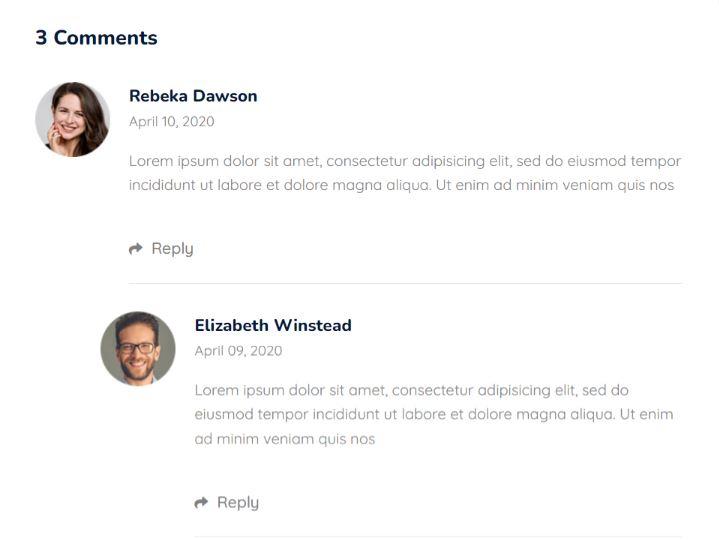 3 Comments
Rebeka Dawson
April 10, 2020
Lorem ipsum dolor sit amet, consectetur adipisicing elit, sed do eiusmod tempor
incididunt ut labore et dolore magna aliqua. Ut enim ad minim veniam quis nos
Reply
Elizabeth Winstead
April 09, 2020
Lorem ipsum dolor sit amet, consectetur adipisicing elit, sed do
eiusmod tempor incididunt ut labore et dolore magna aliqua. Ut enim
ad minim veniam quis nos
Reply